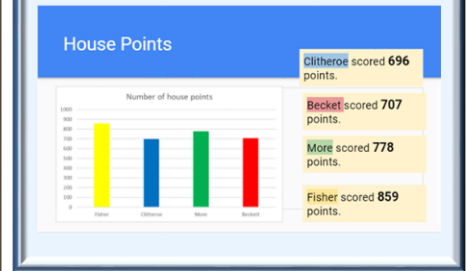 House Points
Clitheroe scored 696
points.
Becket scored 707
points.
More scored 778
points.
Fisher scored 859
points.
Number of house points
1000
900
800
700
600
500
400
300
200
100
0
Fisher Clitheroe More Beckett